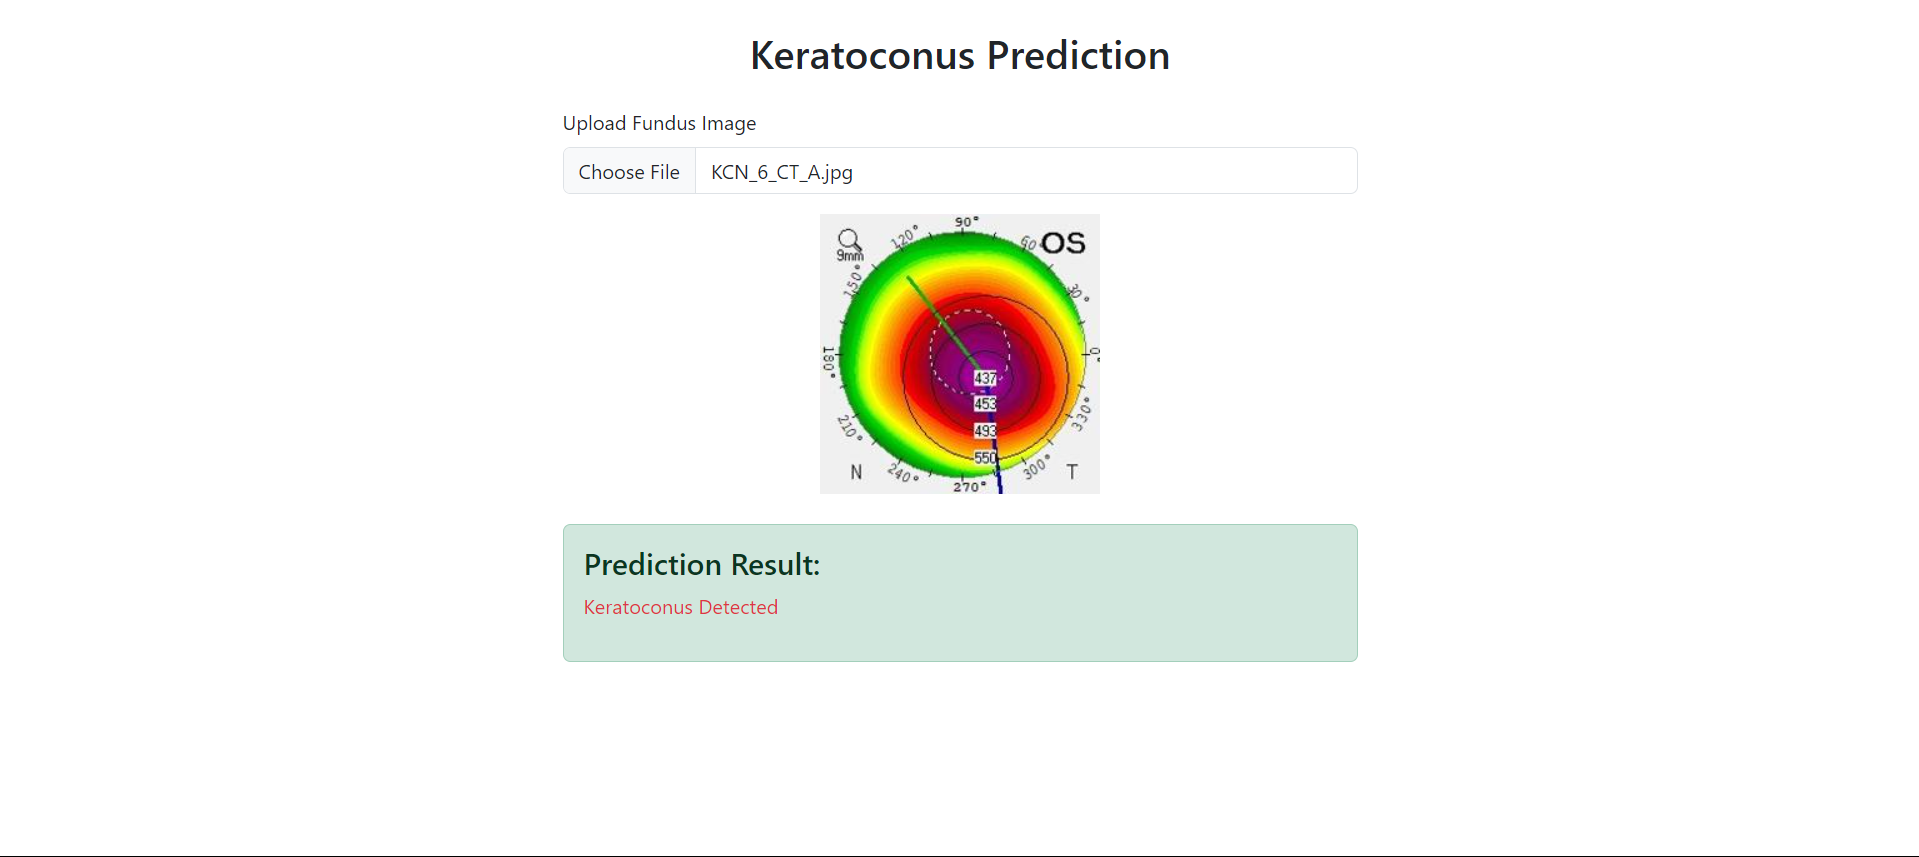 Keratoconus Prediction
Upload Fundus Image
Choose File KCN_6_CT_A.jpg
90°
120° 60° OS
9mm
150° 30°
180° 0°
437
453
493
210° 330°
550
N 240° 300° T
270°
Prediction Result:
Keratoconus Detected